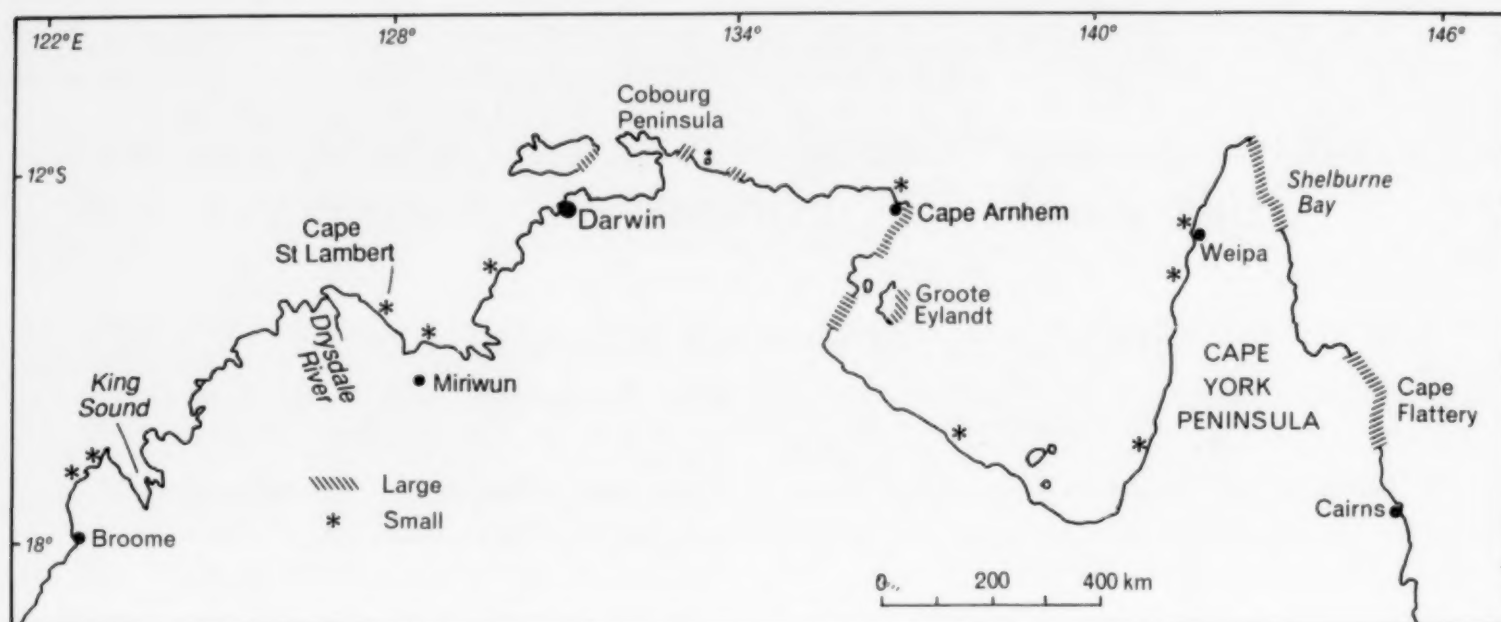 122°E
128°
134°
140°
146°
Cobourg
Peninsula
12°S
Shelburne
Bay
Cape
St Lambert
Darwin
Cape Arnhem
Weipa
Groote
Eylandt
Drysdale
River
King
Sound
Miriwun
CAPE
YORK
PENINSULA
Cape
Flattery
Large
* Small
18°
Broome
Cairns
0 200 400 km